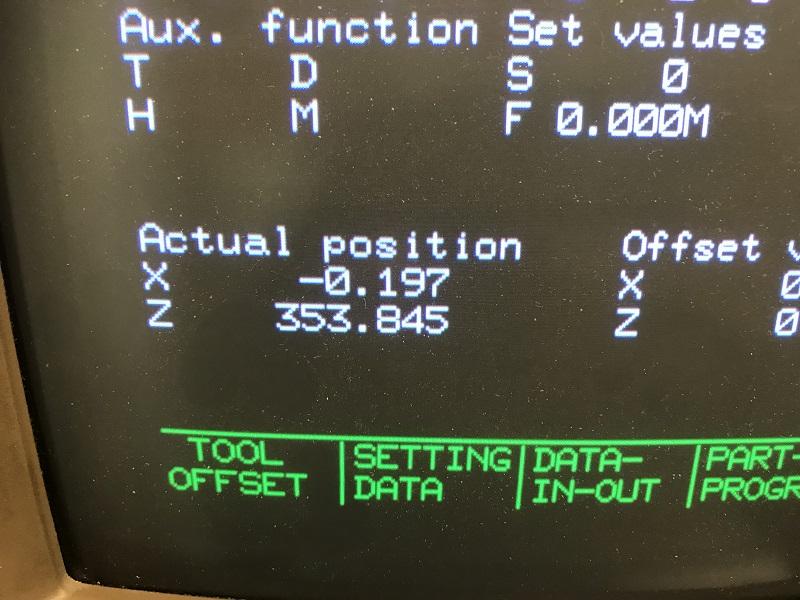 Aux. function Set values
T D S 0
H M F 0.000M
Actual position Offset
X -0.197 X
Z 353.845 Z
TOOL SETTING DATA- PART-
OFFSET DATA IN-OUT